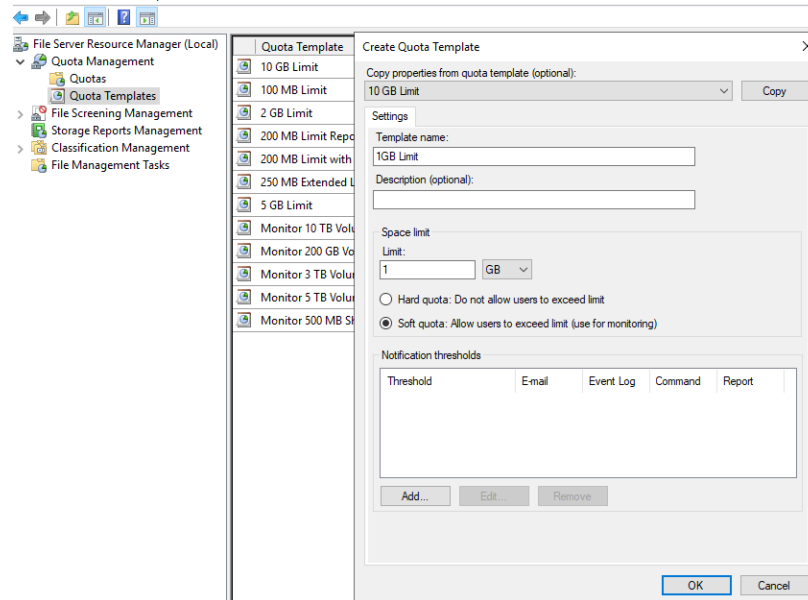 File Server Resource Manager (Local)
Quota Management
Quotas
Quota Templates
File Screening Management
Storage Reports Management
Classification Management
File Management Tasks
Quota Template
10 GB Limit
100 MB Limit
2 GB Limit
200 MB Limit Repo
200 MB Limit with
250 MB Extended L
5 GB Limit
Monitor 10 TB Volu
Monitor 200 GB Vo
Monitor 3 TB Volu
Monitor 5 TB Volu
Monitor 500 MB Sh
Create Quota Template
Copy properties from quota template (optional):
10 GB Limit
Copy
Settings
Template name:
1GB Limit
Description (optional):
Space limit
Limit:
1
GB
Hard quota: Do not allow users to exceed limit
Soft quota: Allow users to exceed limit (use for monitoring)
Notification thresholds
Threshold E-mail Event Log Command Report
Add... Edit... Remove
OK Cancel